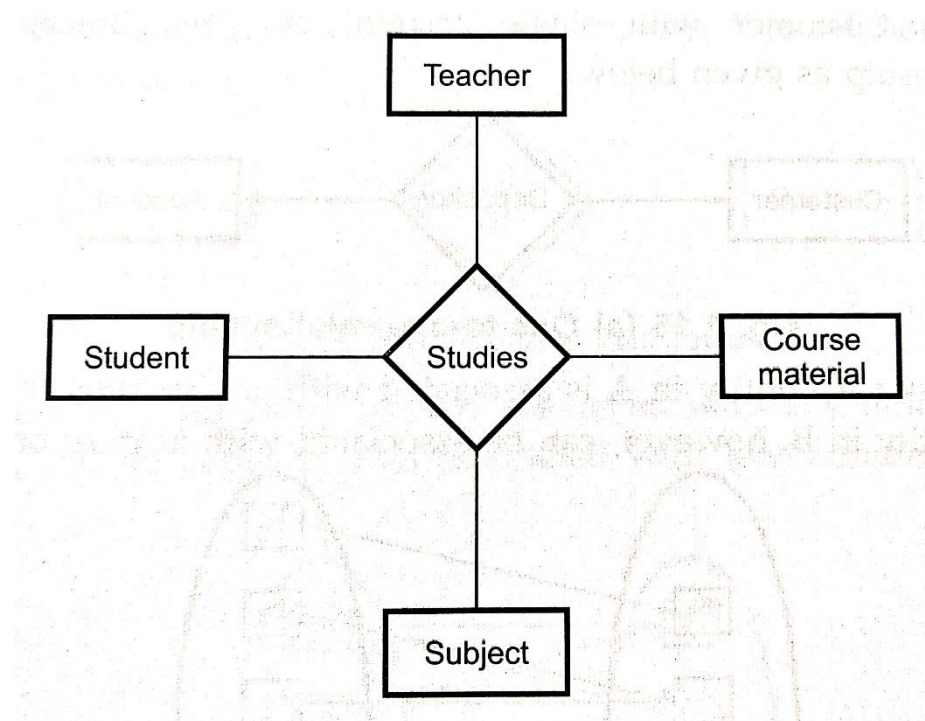 Teacher
Student
Studies
Course
material
Subject